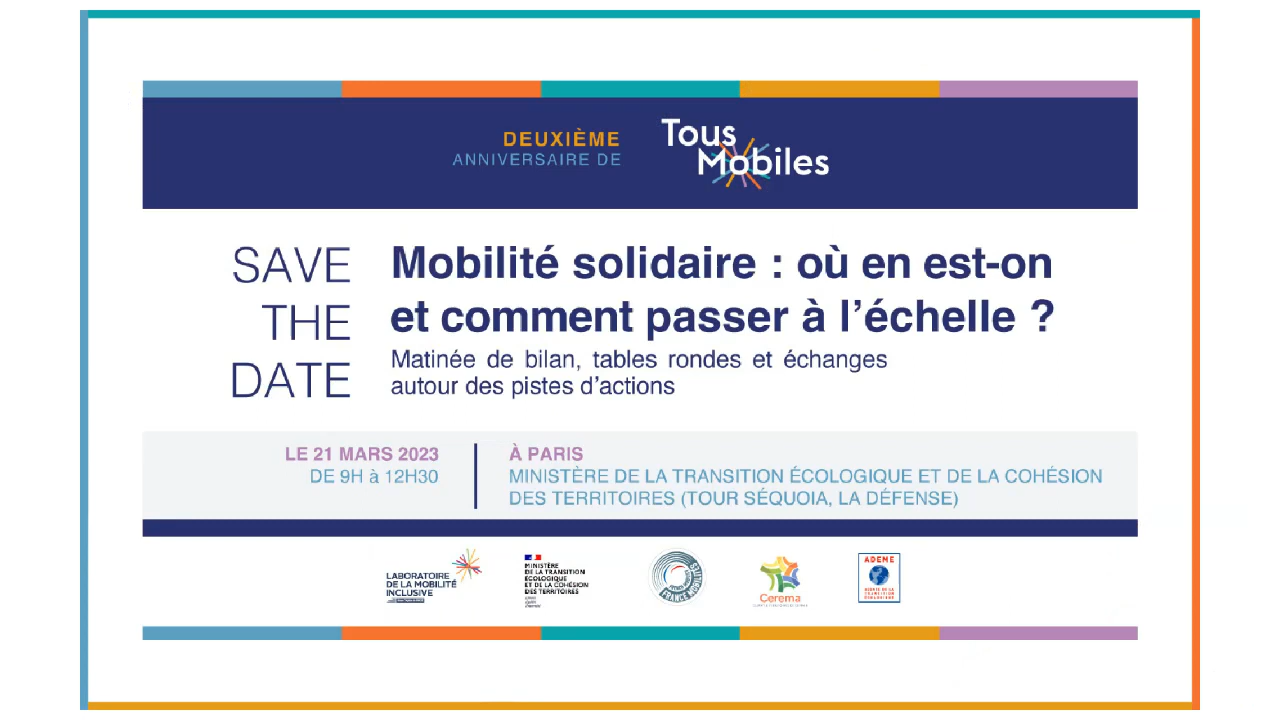 DEUXIÈME
ANNIVERSAIRE DE
Tous
Mobiles
SAVE
THE
DATE
Mobilité solidaire : où en est-on
et comment passer à l'échelle ?
Matinée de bilan, tables rondes et échanges
autour des pistes d'actions
LE 21 MARS 2023
DE 9H à 12H30
À PARIS
MINISTÈRE DE LA TRANSITION ÉCOLOGIQUE ET DE LA COHÉSION
DES TERRITOIRES (TOUR SÉQUOIA, LA DÉFENSE)
LABORATOIRE
DE LA MOBILITÉ
INCLUSIVE
MINISTÈRE
DE LA TRANSITION
ÉCOLOGIQUE
ET DE LA COHÉSION
DES TERRITOIRES
FRANCE
Cerema
ADEME